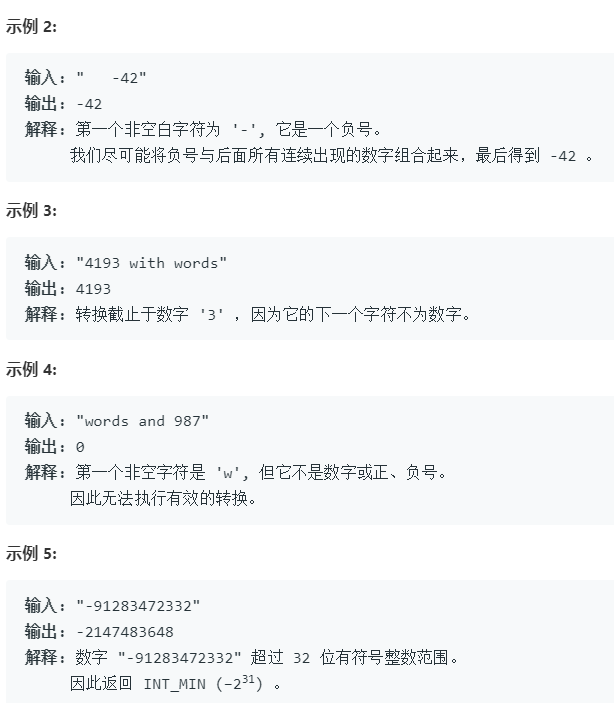 示例 2:
输入: "   -42"
输出: -42
解释: 第一个非空白字符为 '-', 它是一个负号。
我们尽可能将负号与后面所有连续出现的数字组合起来，最后得到 -42 。
示例 3:
输入: "4193 with words"
输出: 4193
解释: 转换截止于数字 '3' ，因为它的下一个字符不为数字。
示例 4:
输入: "words and 987"
输出: 0
解释: 第一个非空字符是 'w', 但它不是数字或正、负号。
因此无法执行有效的转换。
示例 5:
输入: "-91283472332"
输出: -2147483648
解释: 数字 "-91283472332" 超过 32 位有符号整数范围。
因此返回 INT_MIN (−2³¹) 。